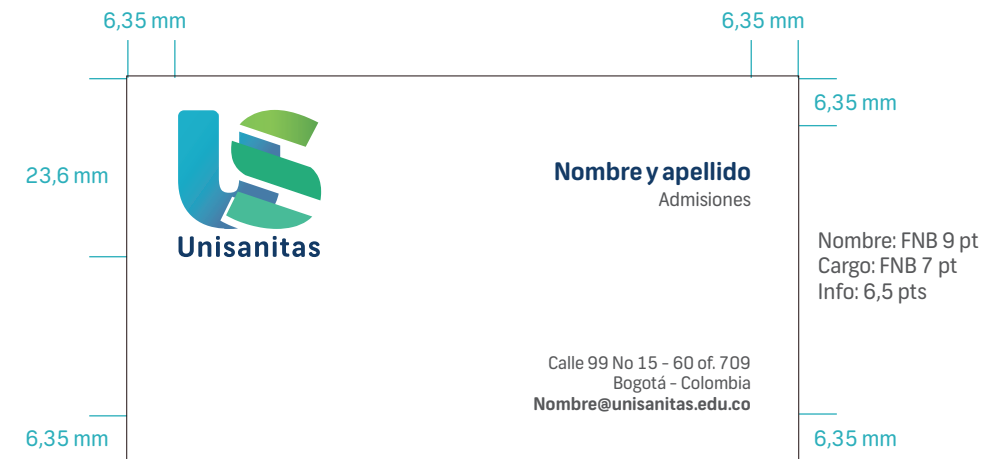 6,35 mm
6,35 mm
6,35 mm
23,6 mm
US
Unisanitas
Nombre y apellido
Admisiones
Nombre: FNB 9 pt
Cargo: FNB 7 pt
Info: 6,5 pts
Calle 99 No 15 - 60 of. 709
Bogotá - Colombia
Nombre@unisanitas.edu.co
6,35 mm
6,35 mm